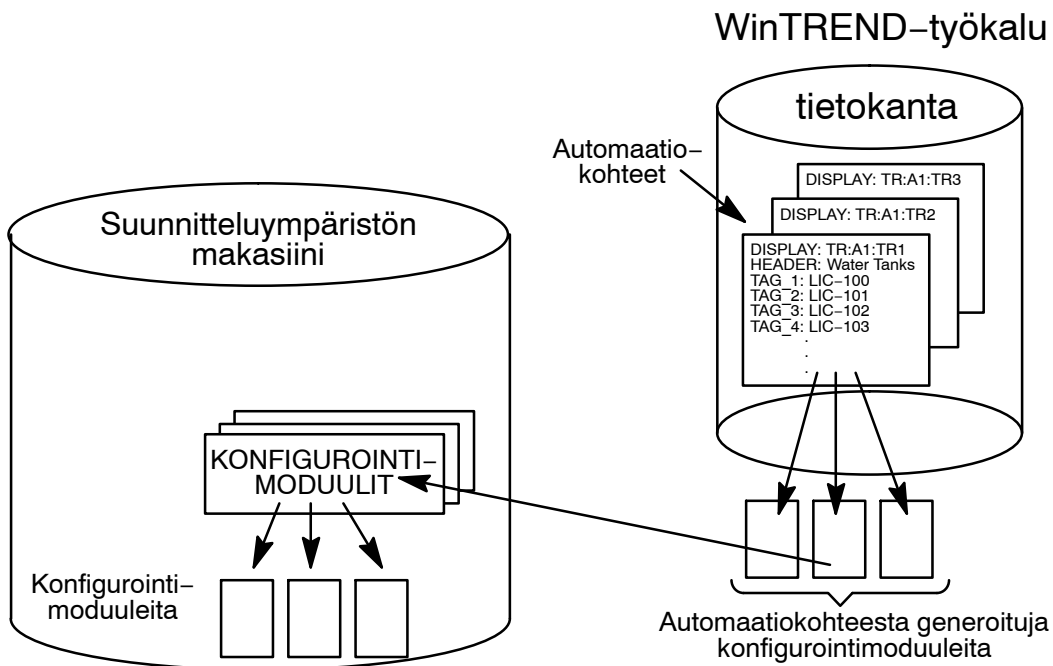 WinTREND–työkalu
tietokanta
Automaatio–
kohteet
DISPLAY: TR:A1:TR3
DISPLAY: TR:A1:TR2
DISPLAY: TR:A1:TR1
HEADER: Water Tanks
TAG_1: LIC–100
TAG_2: LIC–101
TAG_3: LIC–102
TAG_4: LIC–103
.
.
.
Suunnitteluympäristön
makasiini
KONFIGUROINTI–
MODUULIT
Konfigurointi–
moduuleita
Automaatiokohteesta generoituja
konfigurointimoduuleita